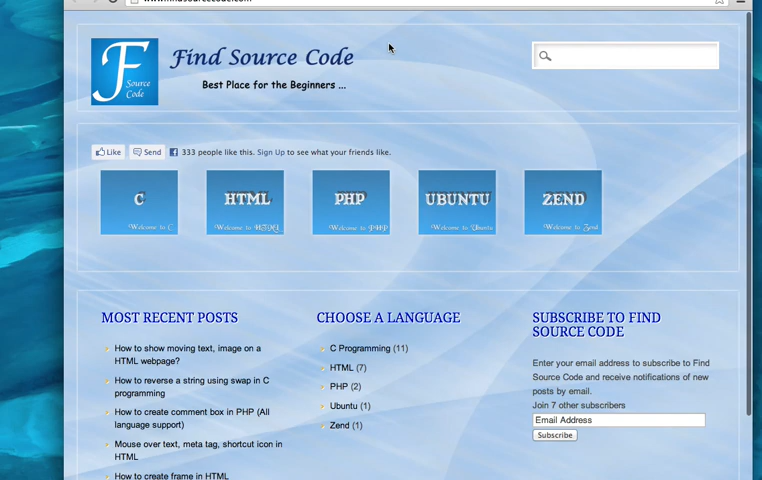 F
Source
Code
Find Source Code
Best Place for the Beginners ...
Like
Send
333 people like this. Sign Up to see what your friends like.
C
Welcome to C
HTML
Welcome to HTML
PHP
Welcome to PHP
UBUNTU
Welcome to Ubuntu
ZEND
Welcome to Zend
MOST RECENT POSTS
How to show moving text, image on a
HTML webpage?
How to reverse a string using swap in C
programming
How to create comment box in PHP (All
language support)
Mouse over text, meta tag, shortcut icon in
HTML
How to create frame in HTML
CHOOSE A LANGUAGE
C Programming (11)
HTML (7)
PHP (2)
Ubuntu (1)
Zend (1)
SUBSCRIBE TO FIND
SOURCE CODE
Enter your email address to subscribe to Find
Source Code and receive notifications of new
posts by email.
Join 7 other subscribers
Email Address
Subscribe